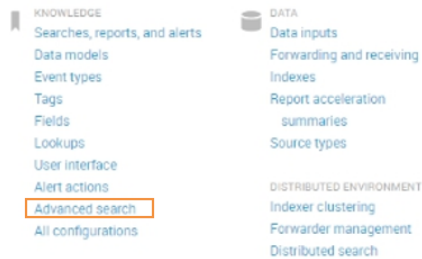 KNOWLEDGE
Searches, reports, and alerts
Data models
Event types
Tags
Fields
Lookups
User interface
Alert actions
Advanced search
All configurations
DATA
Data inputs
Forwarding and receiving
Indexes
Report acceleration
summaries
Source types
DISTRIBUTED ENVIRONMENT
Indexer clustering
Forwarder management
Distributed search